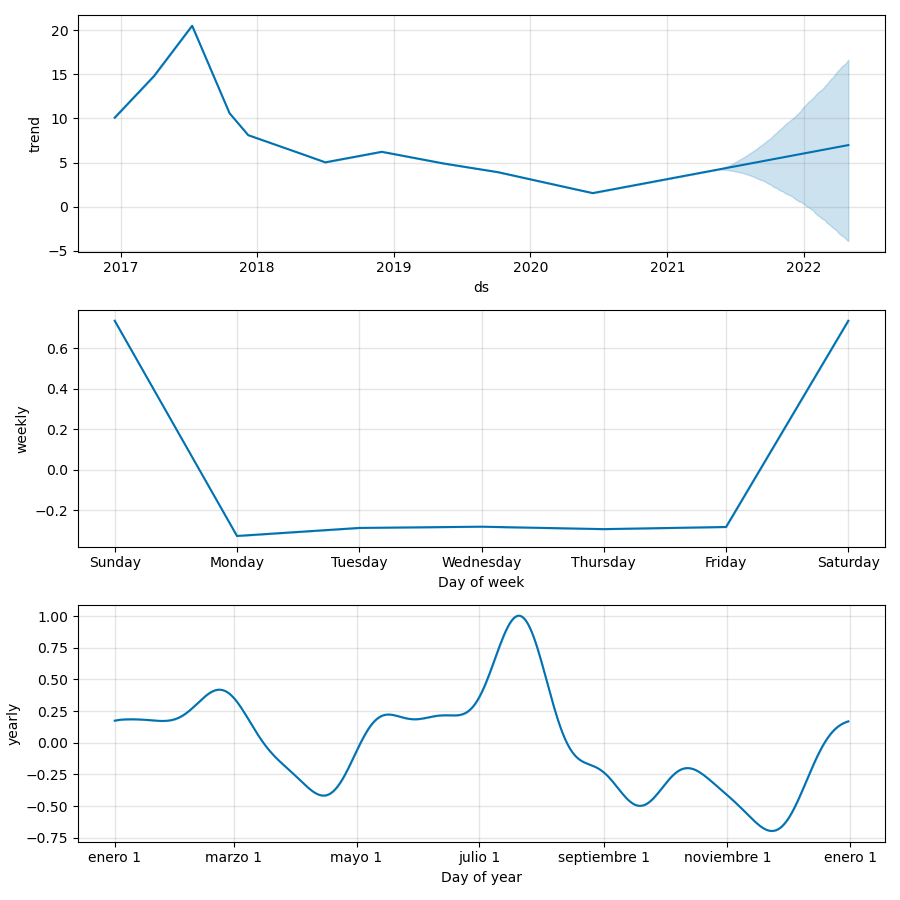 20
15
10
5
0
−5
trend
2017 2018 2019 2020 2021 2022
ds
0.6
0.4
0.2
0.0
−0.2
weekly
Sunday Monday Tuesday Wednesday Thursday Friday Saturday
Day of week
1.00
0.75
0.50
0.25
0.00
−0.25
−0.50
−0.75
yearly
enero 1 marzo 1 mayo 1 julio 1 septiembre 1 noviembre 1 enero 1
Day of year